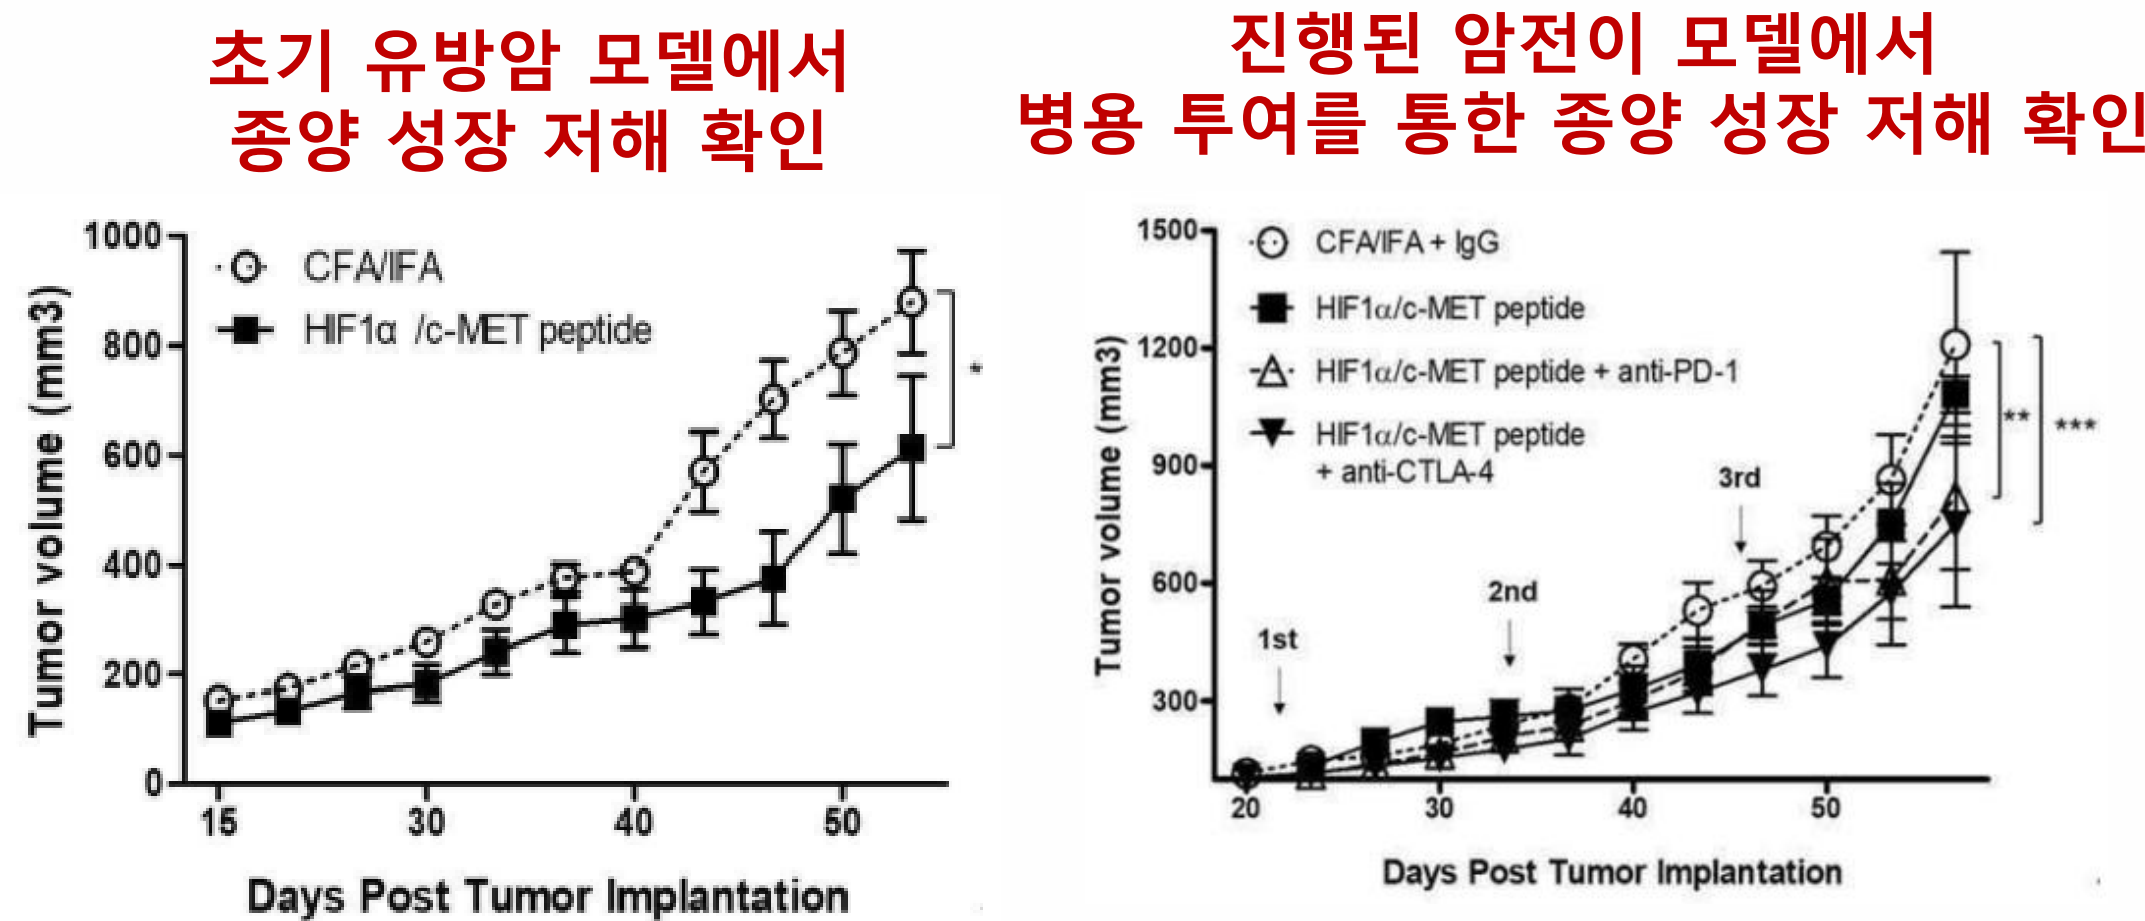 초기 유방암 모델에서
종양 성장 저해 확인
진행된 암전이 모델에서
병용 투여를 통한 종양 성장 저해 확인
Tumor volume (mm3)
1000
800
600
400
200
0
CFA/IFA
HIF1α /c-MET peptide
*
15 30 40 50
Days Post Tumor Implantation
Tumor volume (mm3)
1500
1200
900
600
300
CFA/IFA + IgG
HIF1α/c-MET peptide
HIF1α/c-MET peptide + anti-PD-1
HIF1α/c-MET peptide
+ anti-CTLA-4
1st
2nd
3rd
**
***
20 30 40 50
Days Post Tumor Implantation